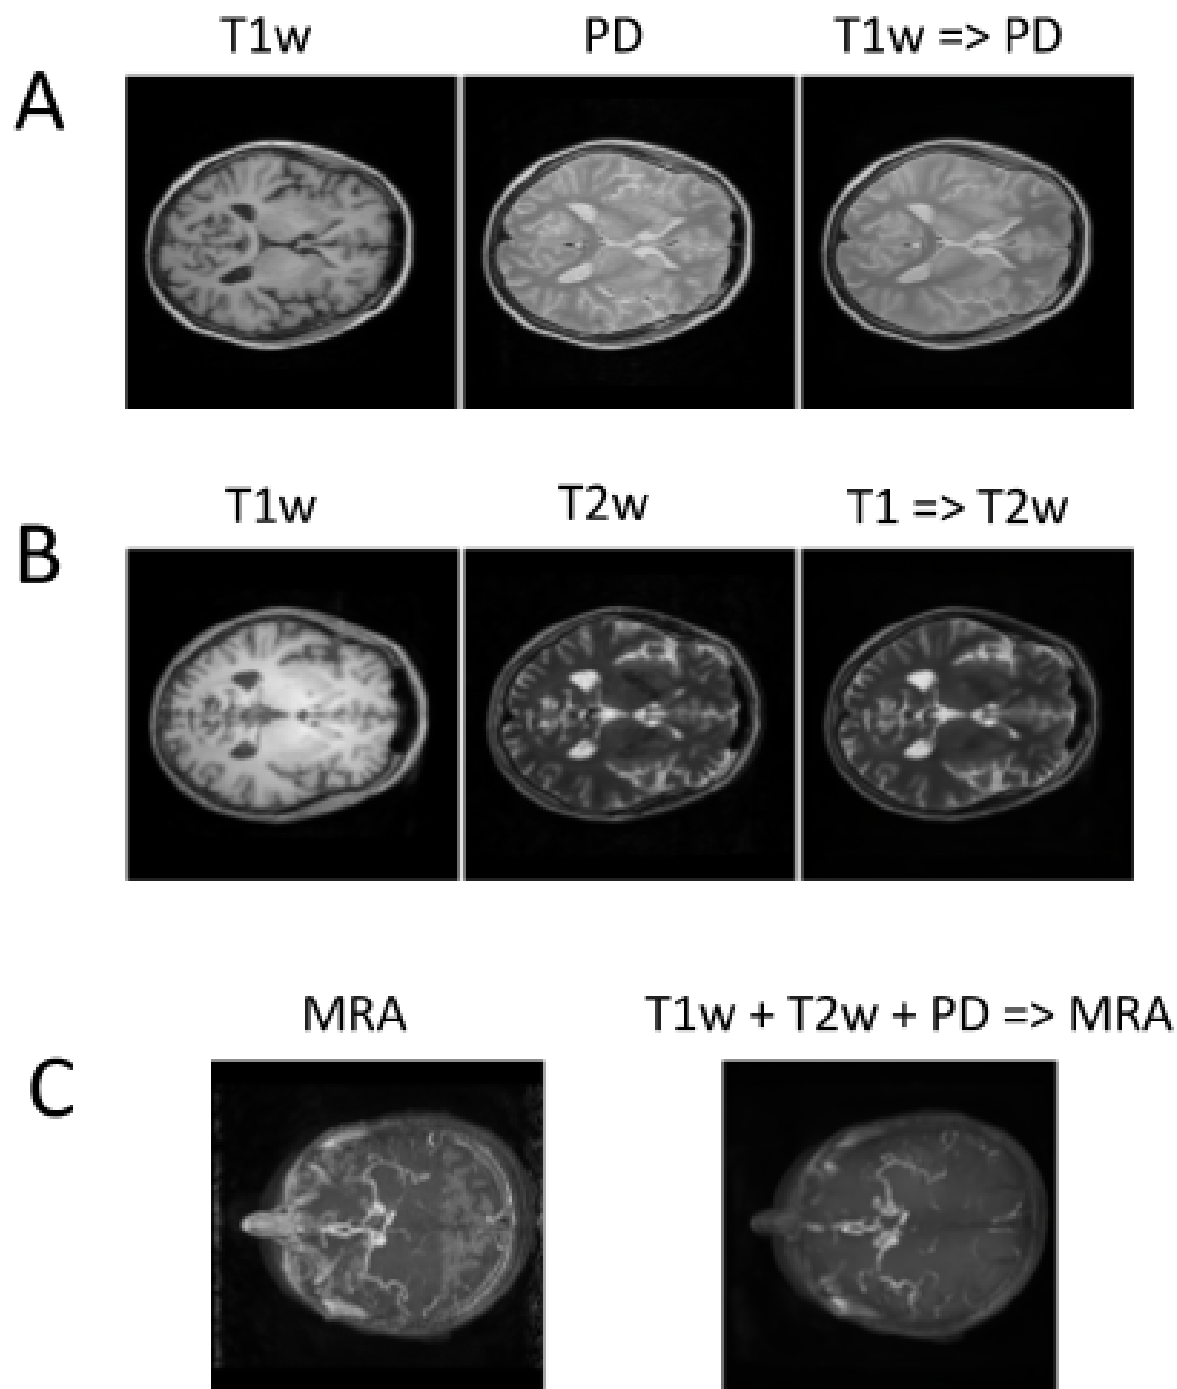 T1w PD T1w => PD
A
T1w T2w T1 => T2w
B
MRA T1w + T2w + PD => MRA
C